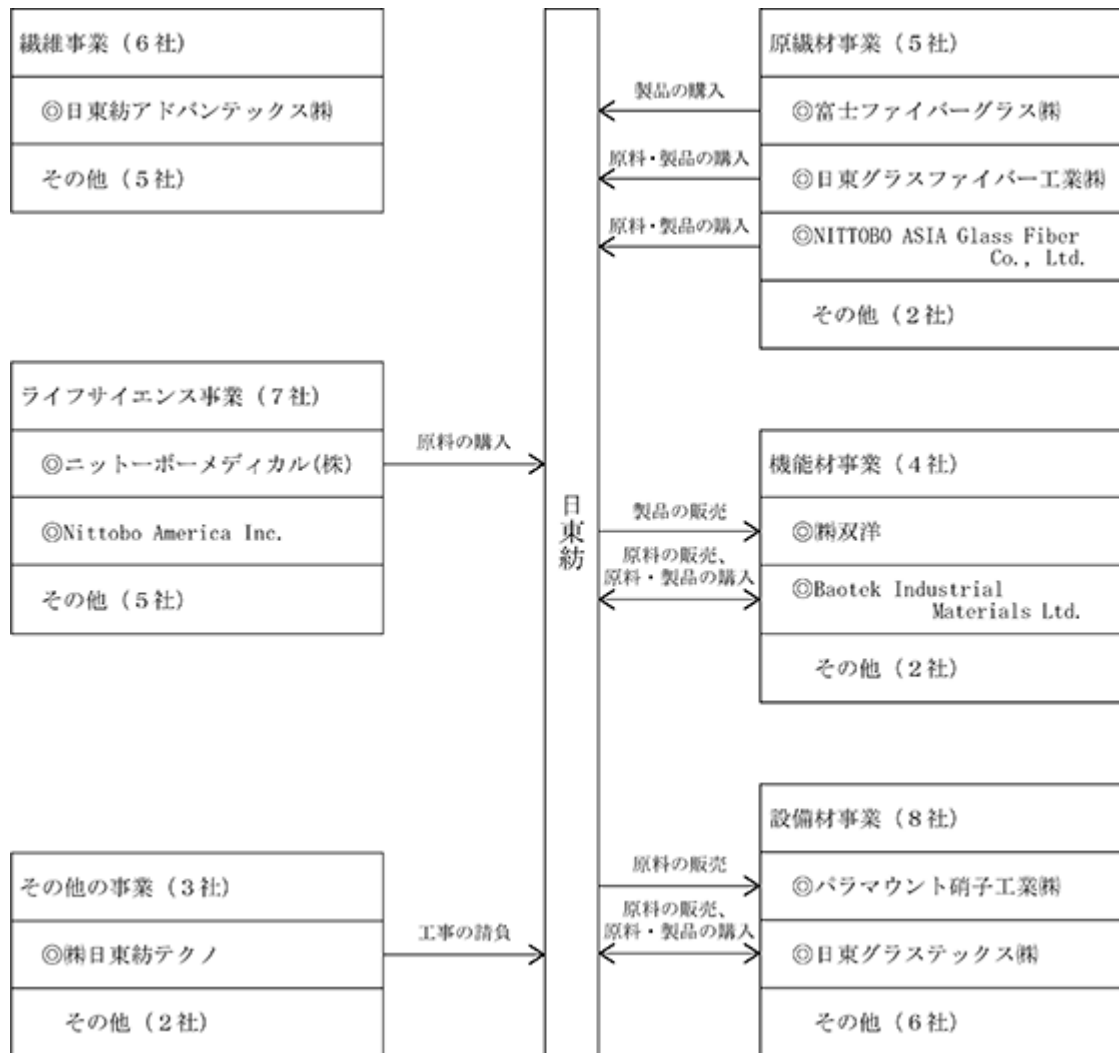 繊維事業（６社）
◎日東紡アドバンテックス㈱
その他（５社）
ライフサイエンス事業（７社）
◎ニットーボーメディカル(株)
◎Nittobo America Inc.
その他（５社）
その他の事業（３社）
◎㈱日東紡テクノ
その他（２社）
原料の購入
工事の請負
日東紡
製品の購入
原料・製品の購入
原料・製品の購入
製品の販売
原料の販売、
原料・製品の購入
原料の販売
原料の販売、
原料・製品の購入
原繊材事業（５社）
◎富士ファイバーグラス㈱
◎日東グラスファイバー工業㈱
◎NITTOBO ASIA Glass Fiber
Co., Ltd.
その他（２社）
機能材事業（４社）
◎㈱双洋
◎Baotek Industrial
Materials Ltd.
その他（２社）
設備材事業（８社）
◎パラマウント硝子工業㈱
◎日東グラステックス㈱
その他（６社）